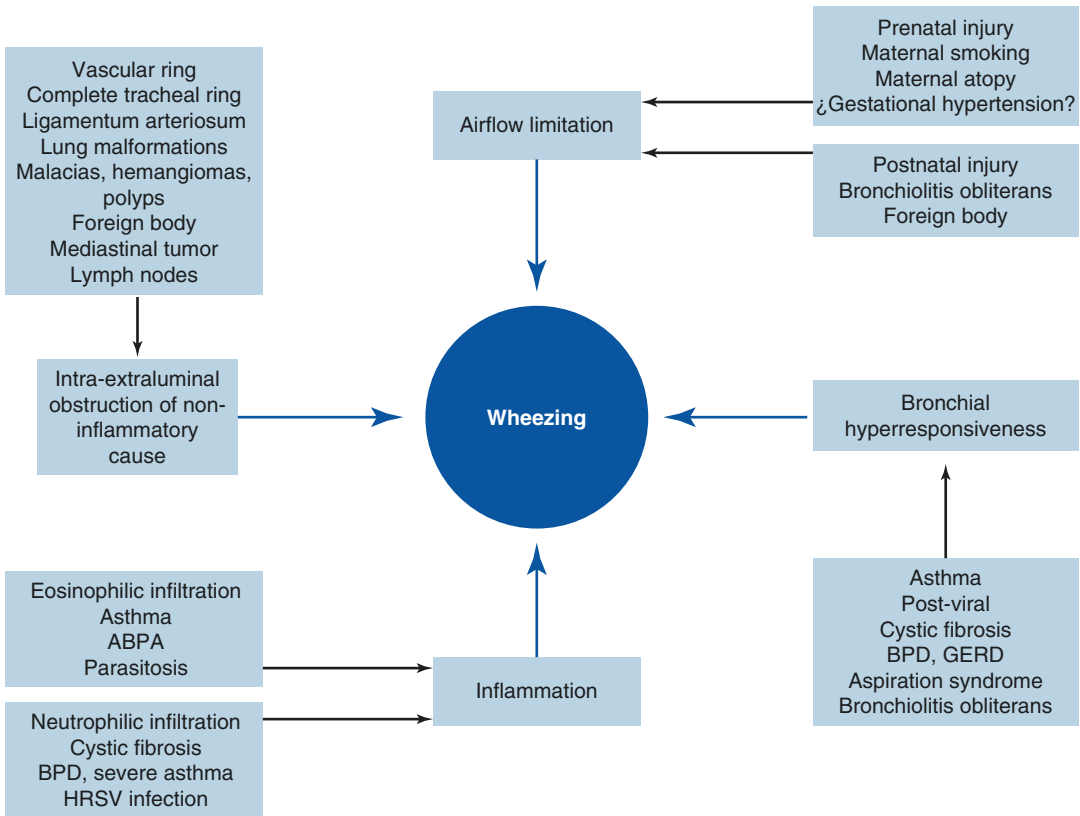 Vascular ring
Complete tracheal ring
Ligamentum arteriosum
Lung malformations
Malacias, hemangiomas,
polyps
Foreign body
Mediastinal tumor
Lymph nodes
Airflow limitation
Prenatal injury
Maternal smoking
Maternal atopy
¿Gestational hypertension?
Postnatal injury
Bronchiolitis obliterans
Foreign body
Intra-extraluminal
obstruction of non-
inflammatory
cause
Wheezing
Bronchial
hyperresponsiveness
Eosinophilic infiltration
Asthma
ABPA
Parasitosis
Neutrophilic infiltration
Cystic fibrosis
BPD, severe asthma
HRSV infection
Inflammation
Asthma
Post-viral
Cystic fibrosis
BPD, GERD
Aspiration syndrome
Bronchiolitis obliterans